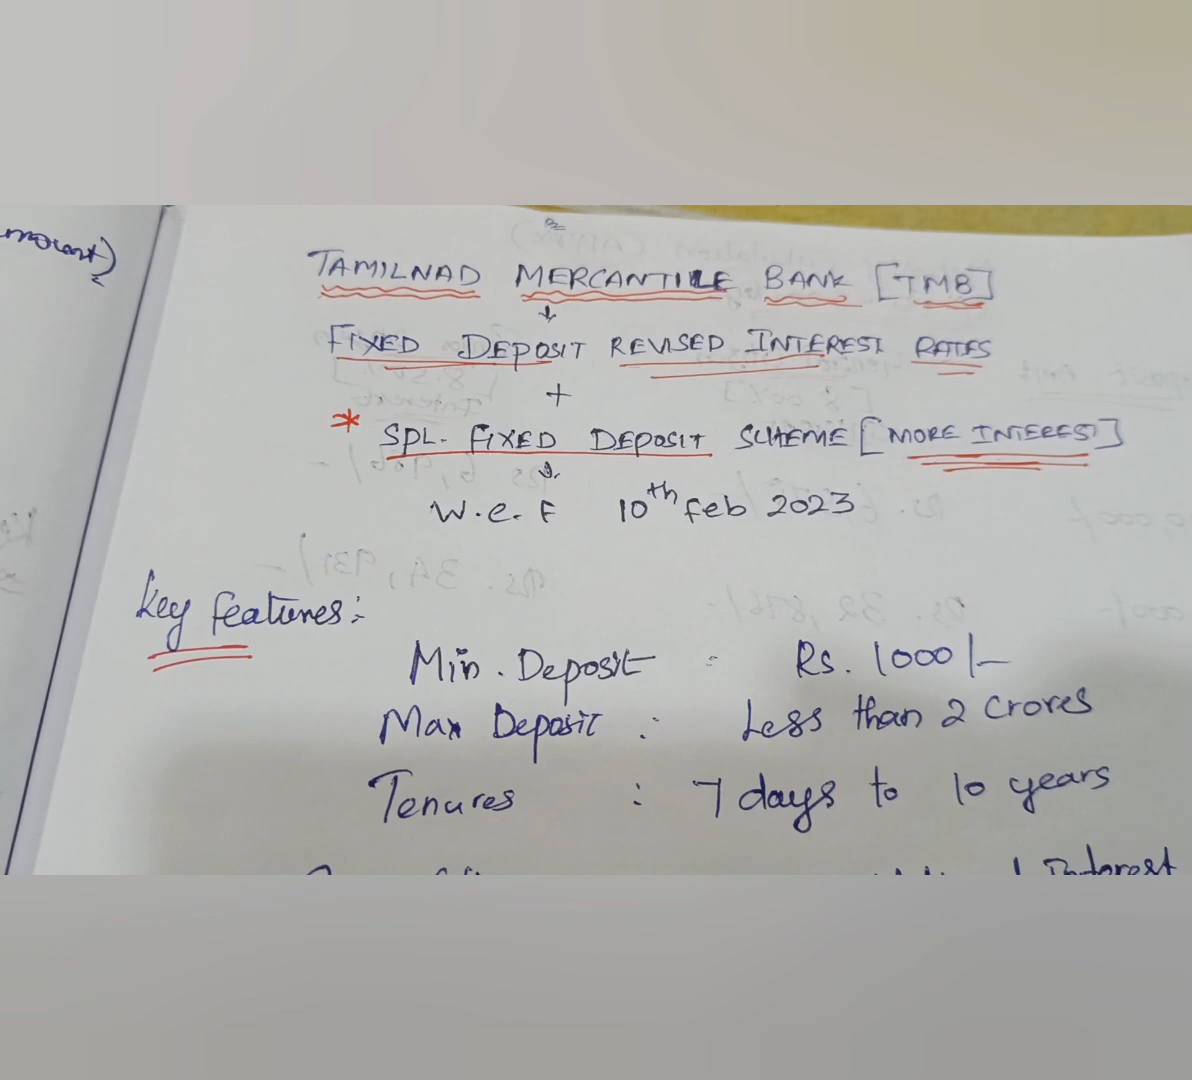 TAMILNAD MERCANTILE BANK [TMB]
FIXED DEPOSIT REVISED INTEREST RATES
+
* SPL. FIXED DEPOSIT SCHEME [MORE INTEREST]
W.e.F 10th feb 2023
key features:-
Min. Deposit : Rs. 1000/-
Max Deposit : Less than 2 crores
Tenures : 7 days to 10 years
Interest